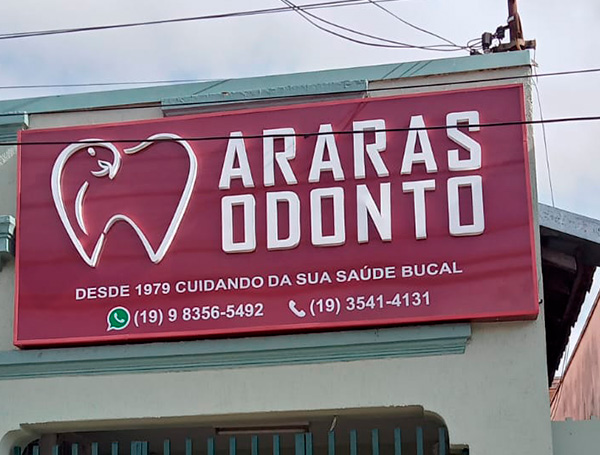 ARARAS
ODONTO
DESDE 1979 CUIDANDO DA SUA SAÚDE BUCAL
(19) 9 8356-5492 (19) 3541-4131